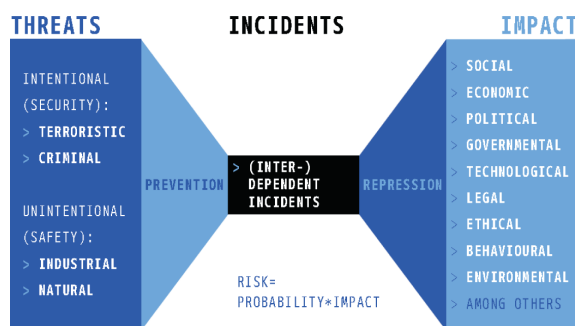 THREATS
INTENTIONAL
(SECURITY):
> TERRORISTIC
> CRIMINAL
UNINTENTIONAL
(SAFETY):
> INDUSTRIAL
> NATURAL
PREVENTION
INCIDENTS
> (INTER-)
DEPENDENT
INCIDENTS
RISK=
PROBABILITY*IMPACT
REPRESSION
IMPACT
> SOCIAL
> ECONOMIC
> POLITICAL
> GOVERNMENTAL
> TECHNOLOGICAL
> LEGAL
> ETHICAL
> BEHAVIOURAL
> ENVIRONMENTAL
> AMONG OTHERS